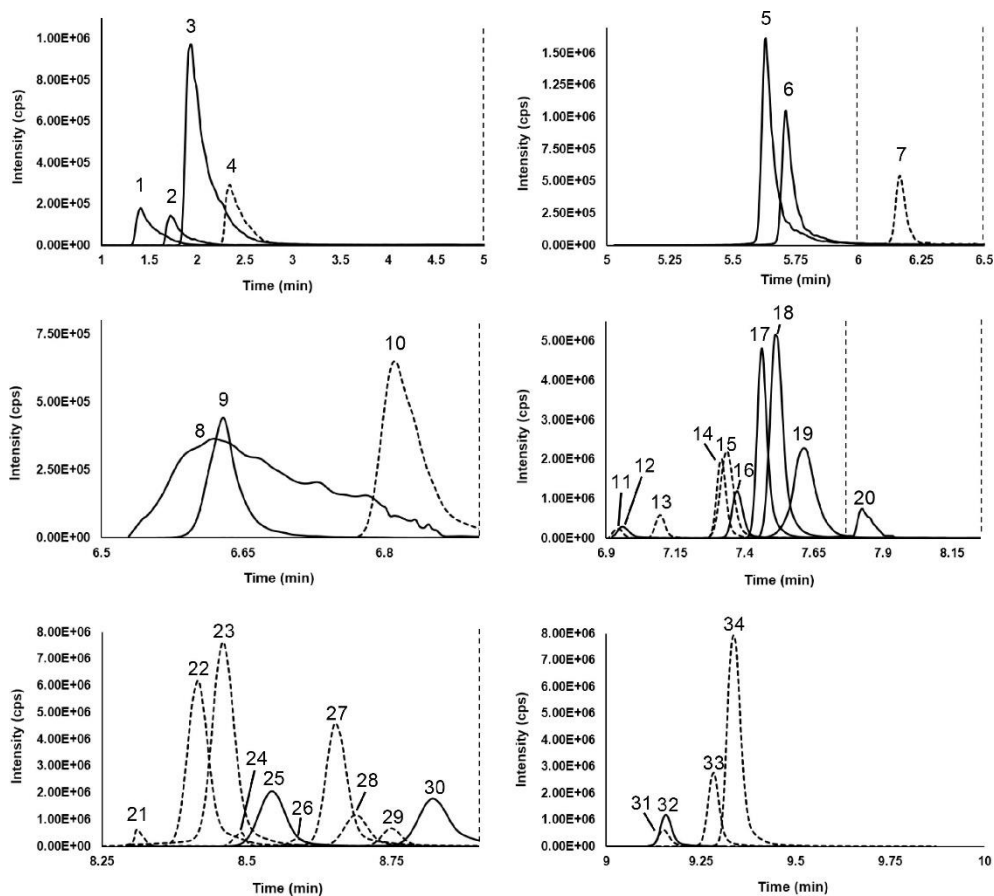 3
1.00E+06
8.00E+05
6.00E+05
4.00E+05
2.00E+05
0.00E+00
Intensity (cps)
1
2
4
1 1.5 2 2.5 3 3.5 4 4.5 5
Time (min)
5
1.50E+06
1.25E+06
1.00E+06
7.50E+05
5.00E+05
2.50E+05
0.00E+00
Intensity (cps)
6
7
5 5.25 5.5 5.75 6 6.25 6.5
Time (min)
7.50E+05
5.00E+05
2.50E+05
0.00E+00
Intensity (cps)
8
9
10
6.5 6.65 6.8
Time (min)
5.00E+06
4.00E+06
3.00E+06
2.00E+06
1.00E+06
0.00E+00
Intensity (cps)
11
12
13
14
15
16
17
18
19
20
6.9 7.15 7.4 7.65 7.9 8.15
Time (min)
8.00E+06
7.00E+06
6.00E+06
5.00E+06
4.00E+06
3.00E+06
2.00E+06
1.00E+06
0.00E+00
Intensity (cps)
21
22
23
24
25
26
27
28
29
30
8.25 8.5 8.75
Time (min)
8.00E+06
7.00E+06
6.00E+06
5.00E+06
4.00E+06
3.00E+06
2.00E+06
1.00E+06
0.00E+00
Intensity (cps)
31
32
33
34
9 9.25 9.5 9.75 10
Time (min)